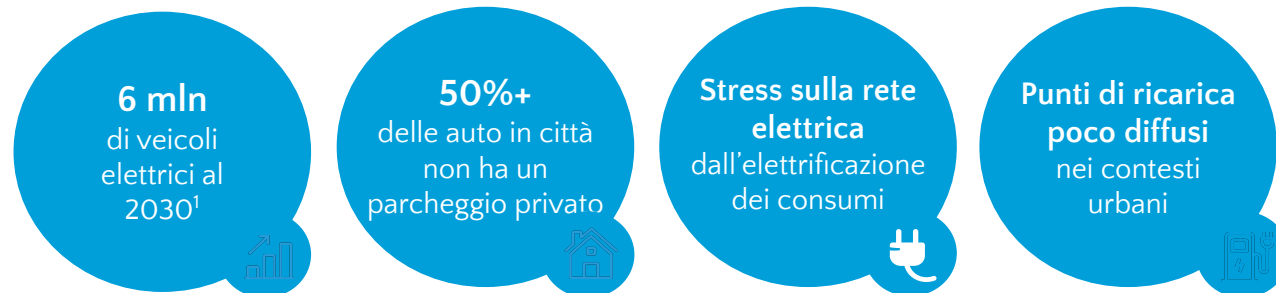 6 mln
di veicoli
elettrici al
2030¹
50%+
delle auto in città
non ha un
parcheggio privato
Stress sulla rete
elettrica
dall'elettrificazione
dei consumi
Punti di ricarica
poco diffusi
nei contesti
urbani